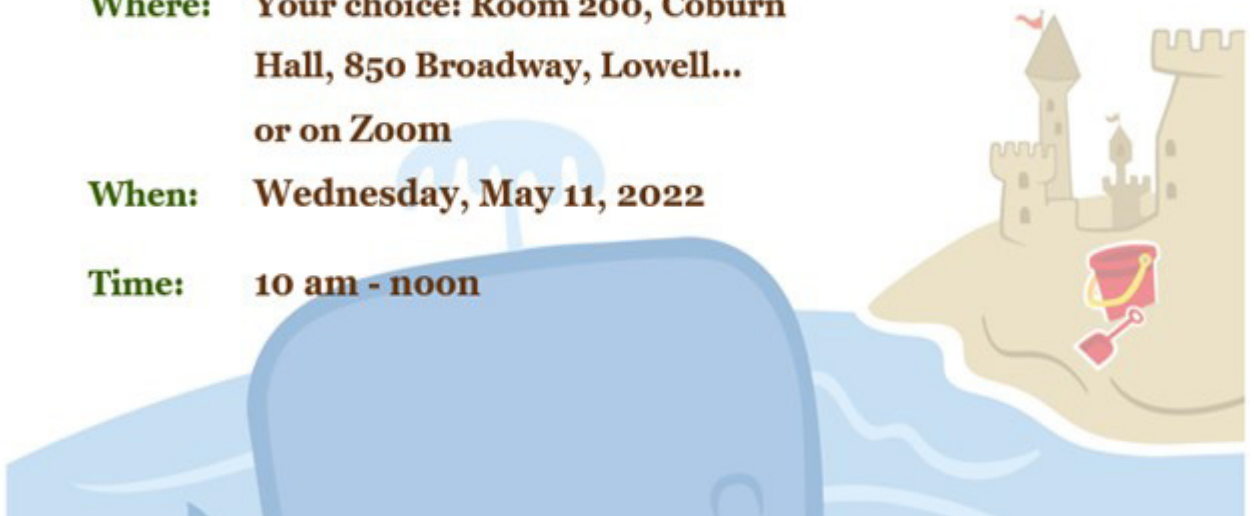 Where: Your choice: Room 200, Coburn
Hall, 850 Broadway, Lowell...
or on Zoom
When: Wednesday, May 11, 2022
Time: 10 am - noon